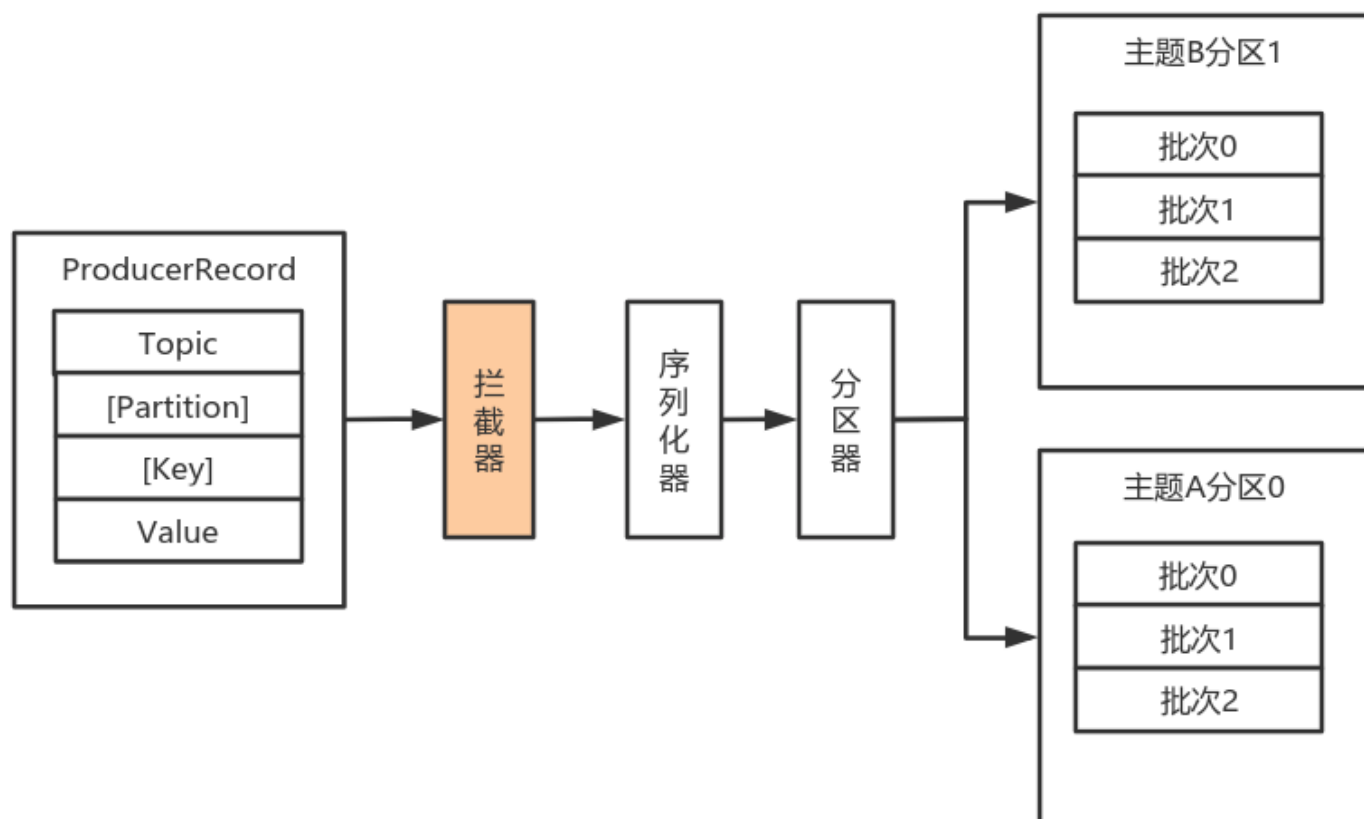 ProducerRecord
Topic
[Partition]
[Key]
Value
拦截器
序列化器
分区器
主题B分区1
批次0
批次1
批次2
主题A分区0
批次0
批次1
批次2